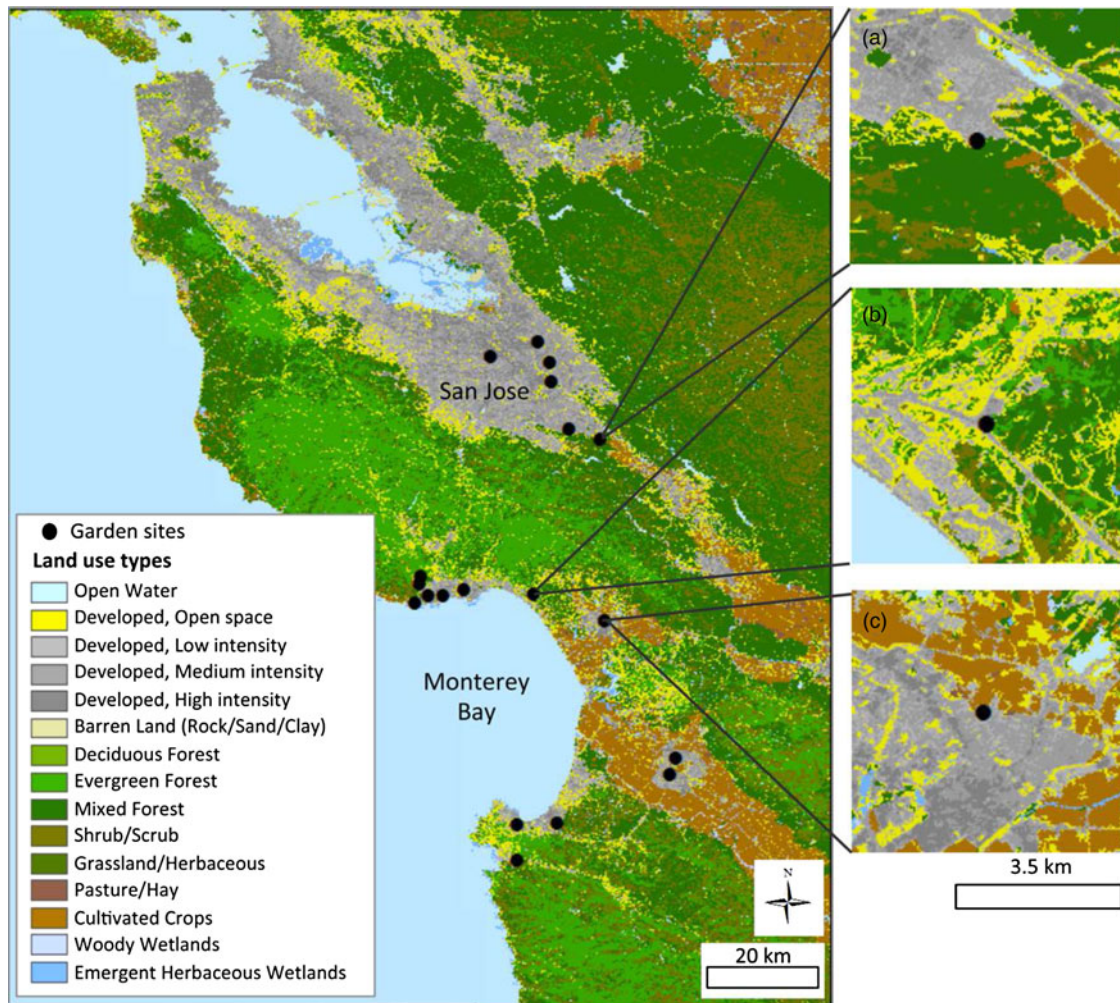 San Jose
Monterey
Bay
Garden sites
Land use types
Open Water
Developed, Open space
Developed, Low intensity
Developed, Medium intensity
Developed, High intensity
Barren Land (Rock/Sand/Clay)
Deciduous Forest
Evergreen Forest
Mixed Forest
Shrub/Scrub
Grassland/Herbaceous
Pasture/Hay
Cultivated Crops
Woody Wetlands
Emergent Herbaceous Wetlands
N
20 km
(a)
(b)
(c)
3.5 km